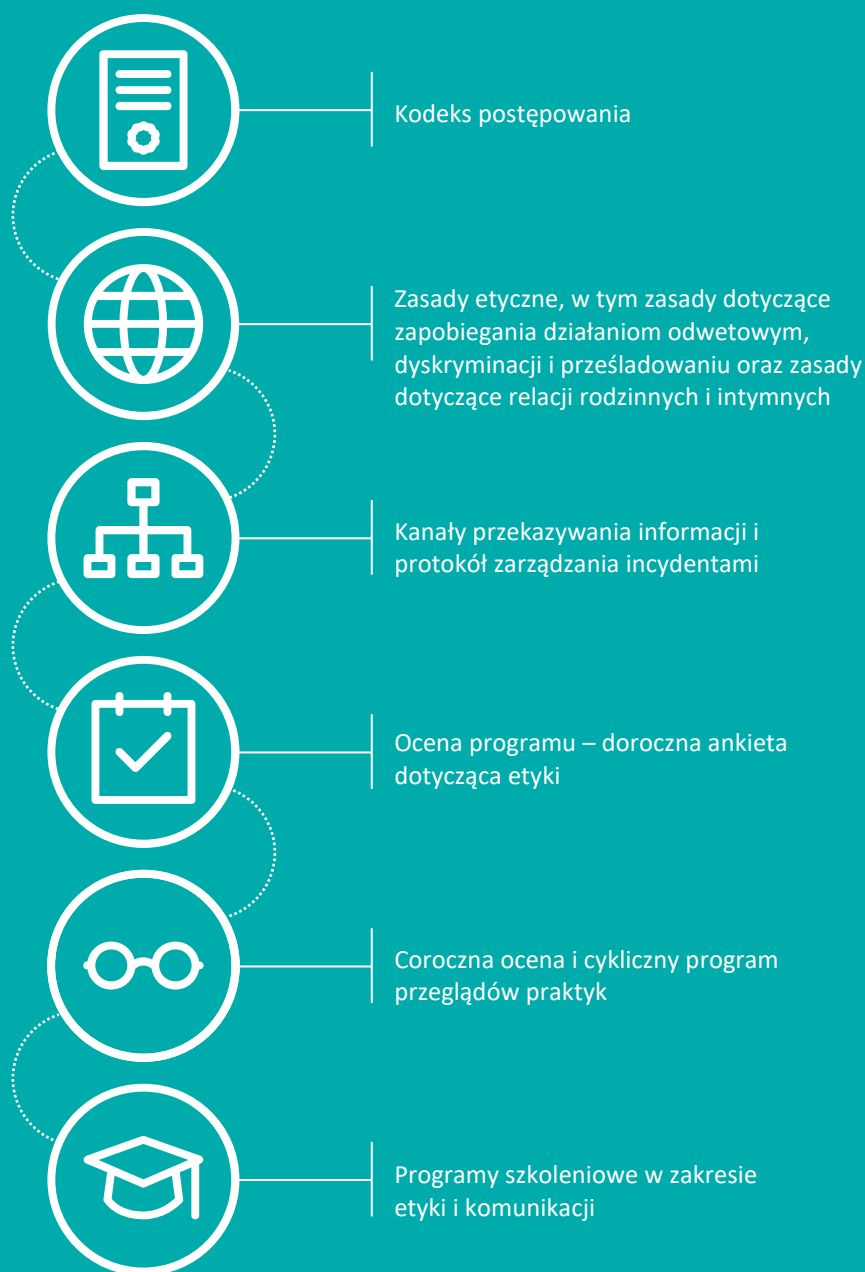 Kodeks postępowania
Zasady etyczne, w tym zasady dotyczące
zapobiegania działaniom odwetowym,
dyskryminacji i prześladowaniu oraz zasady
dotyczące relacji rodzinnych i intymnych
Kanały przekazywania informacji i
protokół zarządzania incydentami
Ocena programu – doroczna ankieta
dotycząca etyki
Coroczna ocena i cykliczny program
przeglądów praktyk
Programy szkoleniowe w zakresie
etyki i komunikacji